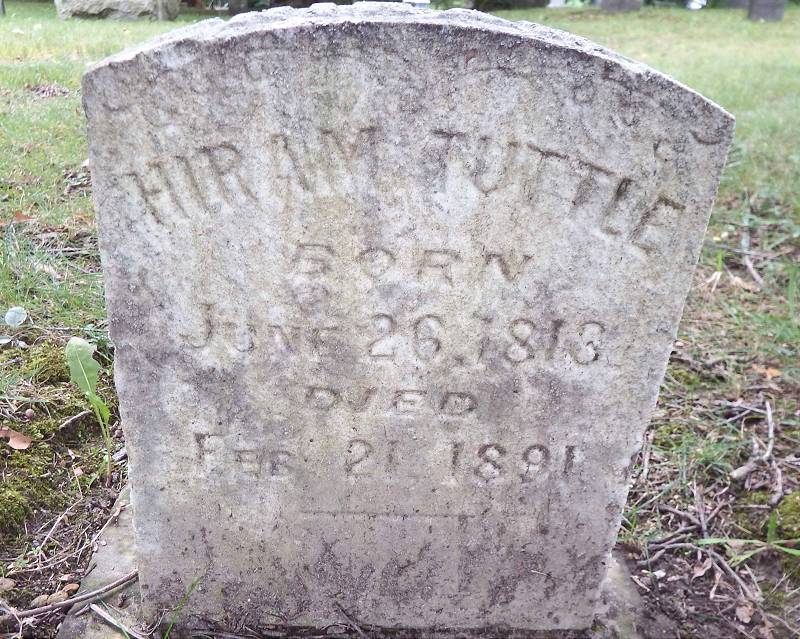 HIRAM TUTTLE
BORN
JUNE 26, 1813
DIED
FEB 21 1891